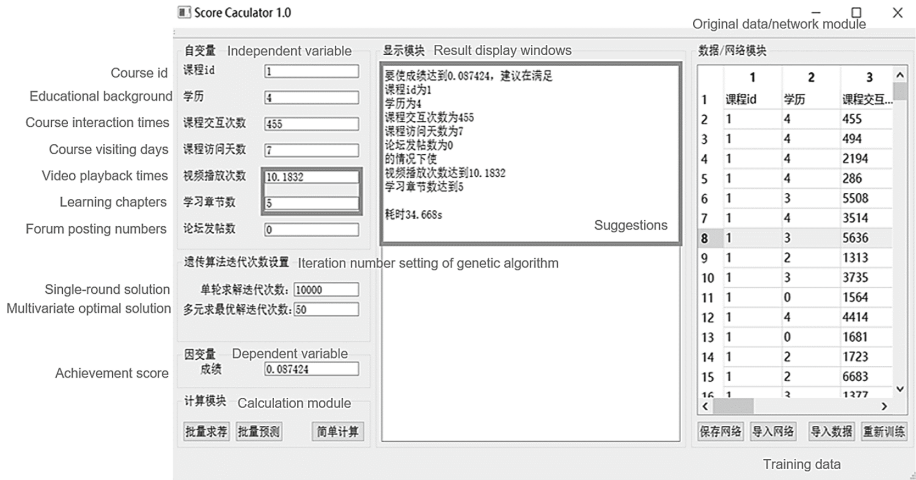 Score Caculator 1.0
Original data/network module
自变量 Independent variable
Course id 课程id 1
Educational background 学历 4
Course interaction times 课程交互次数 455
Course visiting days 课程访问天数 7
Video playback times 视频播放次数 10.1832
Learning chapters 学习章节数 5
Forum posting numbers 论坛发帖数 0
遗传算法迭代次数设置 Iteration number setting of genetic algorithm
Single-round solution 单轮求解迭代次数: 10000
Multivariate optimal solution 多元求最优解迭代次数: 50
因变量 Dependent variable
Achievement score 成绩 0.087424
计算模块 Calculation module
批量求荐 批量预测 简单计算
显示模块 Result display windows
要使成绩达到0.087424，建议在满足
课程id为1
学历为4
课程交互次数为455
课程访问天数为7
论坛发帖数为0
的情况下使
视频播放次数达到10.1832
学习章节数达到5
耗时34.668s
Suggestions
数据/网络模块
1 2 3
1 课程id 学历 课程交互...
2 1 4 455
3 1 4 494
4 1 4 2194
5 1 4 286
6 1 3 5508
7 1 4 3514
8 1 3 5636
9 1 2 1313
10 1 3 3735
11 1 0 1564
12 1 4 4414
13 1 0 1681
14 1 2 1723
15 1 2 6683
16 1 3 1377
保存网络 导入网络 导入数据 重新训练
Training data